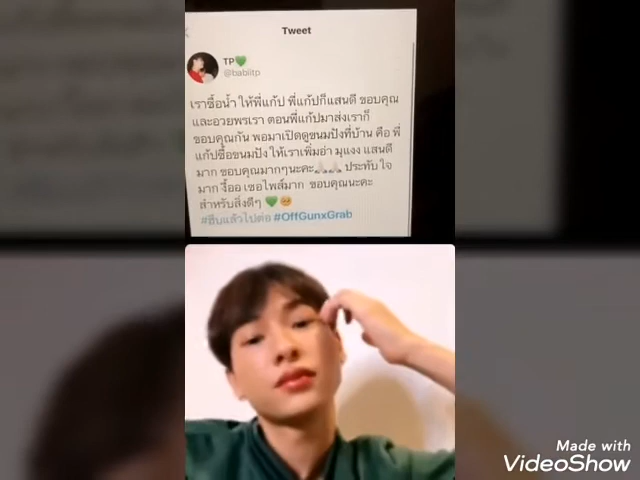 Tweet
TP💚
@babiitp
เราซื้อน้ำ ให้พี่แก้ป พี่แก้ปก็แสนดี ขอบคุณ
และอวยพรเรา ตอนพี่แก้ปมาส่งเราก็
ขอบคุณกัน พอมาเปิดดูขนมปังที่บ้าน คือ พี่
แก้ปซื้อขนมปัง ให้เราเพิ่มอ่า มุแงง แสนดี
มาก ขอบคุณมากๆนะคะ🙏🏻🙏🏻 ประทับใจ
มาก งื้ออ เซอไพส์มาก ขอบคุณนะคะ
สำหรับสิ่งดีๆ 💚🥺
#ฮีบแล้วไปต่อ #OffGunxGrab
Made with
VideoShow